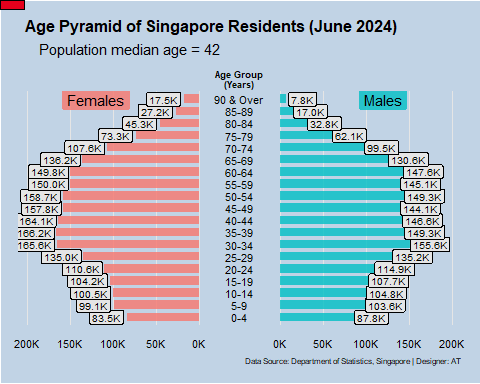 Age Pyramid of Singapore Residents (June 2024)
Population median age = 42
Age Group
(Years)
Females
Males
17.5K 90 & Over 7.8K
27.2K 85-89 17.0K
45.3K 80-84 32.8K
73.3K 75-79 62.1K
107.6K 70-74 99.5K
136.2K 65-69 130.6K
149.8K 60-64 147.6K
150.0K 55-59 145.1K
158.7K 50-54 149.3K
157.8K 45-49 144.1K
164.1K 40-44 146.6K
166.2K 35-39 149.3K
165.6K 30-34 155.6K
135.0K 25-29 135.2K
110.6K 20-24 114.9K
104.2K 15-19 107.7K
100.5K 10-14 104.8K
99.1K 5-9 103.6K
83.5K 0-4 87.8K
200K 150K 100K 50K 0K 0K 50K 100K 150K 200K
Data Source: Department of Statistics, Singapore | Designer: AT